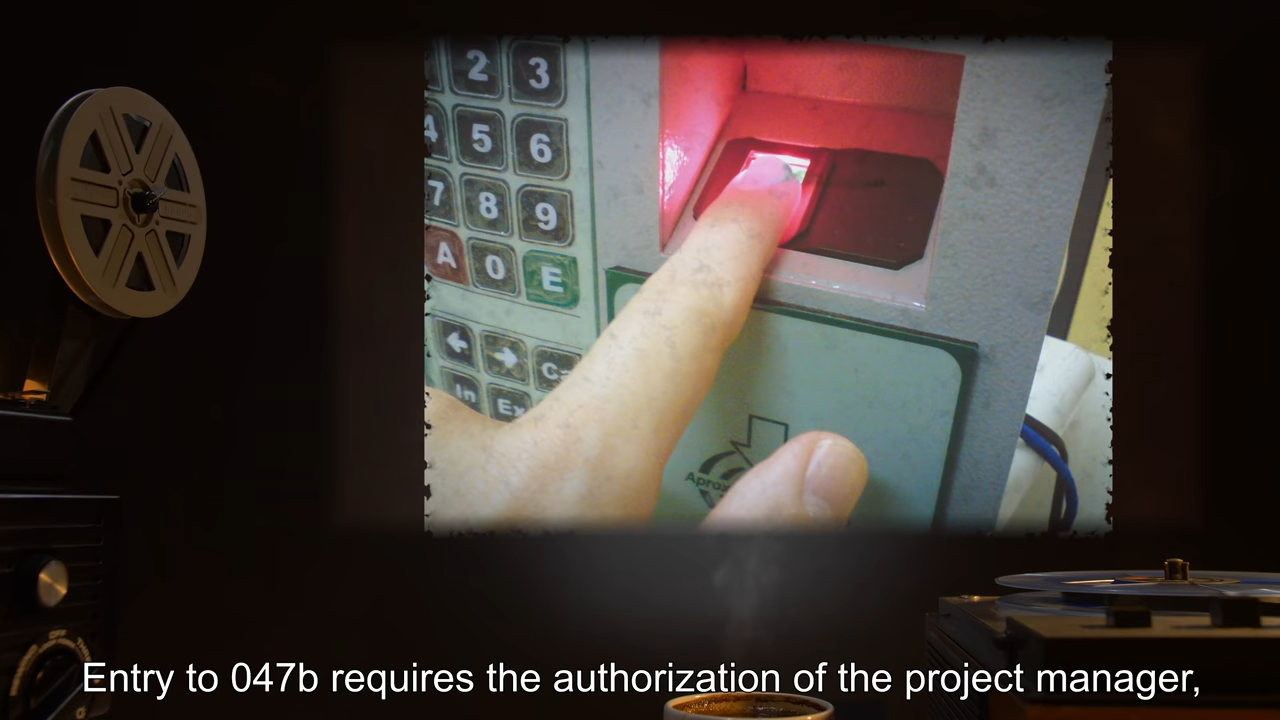 2 3
4 5 6
7 8 9
A 0 E
← →
In Ex
Entry to 047b requires the authorization of the project manager,